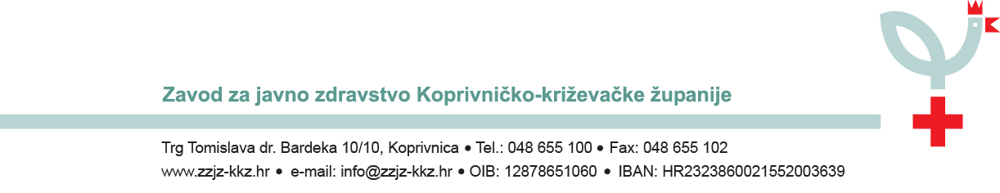 Zavod za javno zdravstvo Koprivničko-križevačke županije
Trg Tomislava dr. Bardeka 10/10, Koprivnica • Tel.: 048 655 100 • Fax: 048 655 102
www.zzjz-kkz.hr • e-mail: info@zzjz-kkz.hr • OIB: 12878651060 • IBAN: HR2323860021552003639